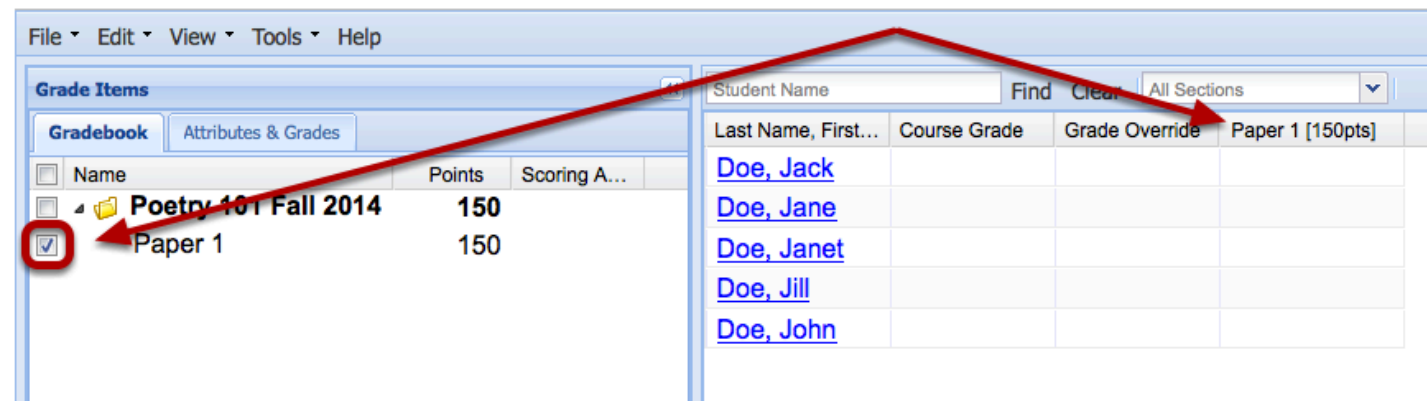 File Edit View Tools Help
Grade Items
Gradebook Attributes & Grades
Name Points Scoring A...
Poetry 101 Fall 2014 150
Paper 1 150
Student Name Find Clear All Sections
Last Name, First... Course Grade Grade Override Paper 1 [150pts]
Doe, Jack
Doe, Jane
Doe, Janet
Doe, Jill
Doe, John